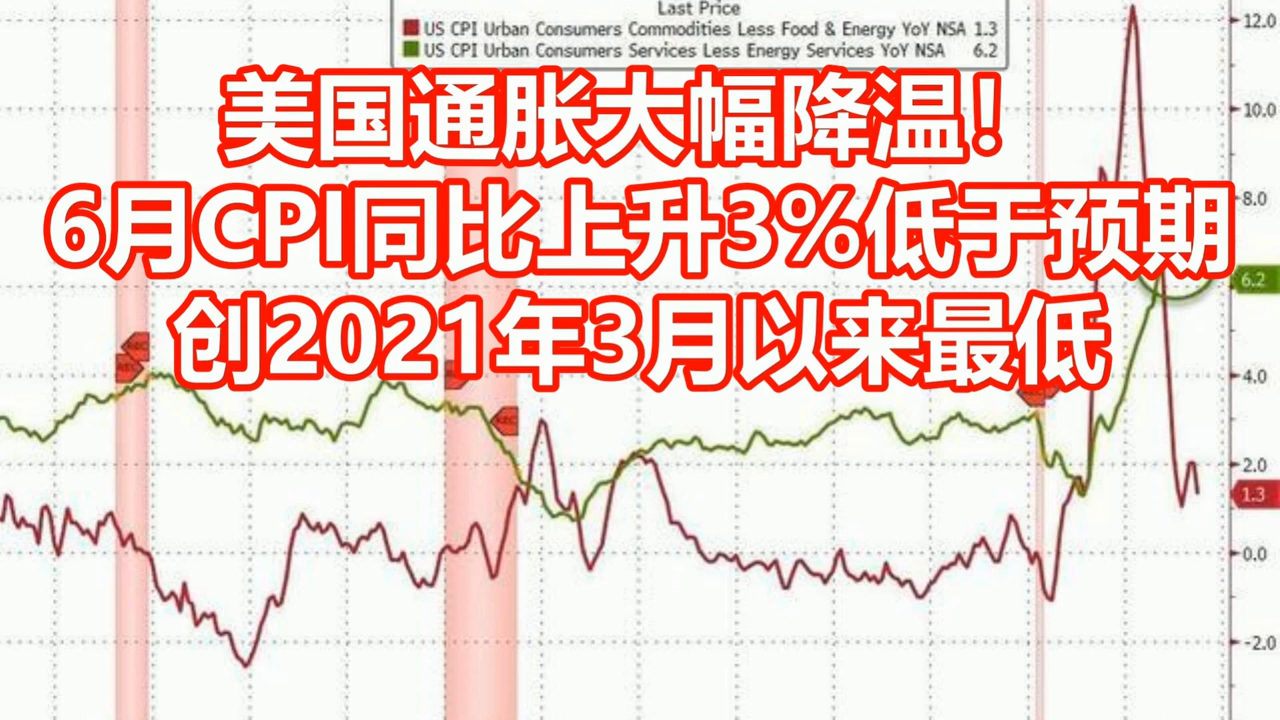 Last Price
US CPI Urban Consumers Commodities Less Food & Energy YoY NSA 1.3
US CPI Urban Consumers Services Less Energy Services YoY NSA 6.2
美国通胀大幅降温！
6月CPI同比上升3%低于预期
创2021年3月以来最低
12.0
10.0
8.0
6.2
4.0
2.0
1.3
0.0
-2.0